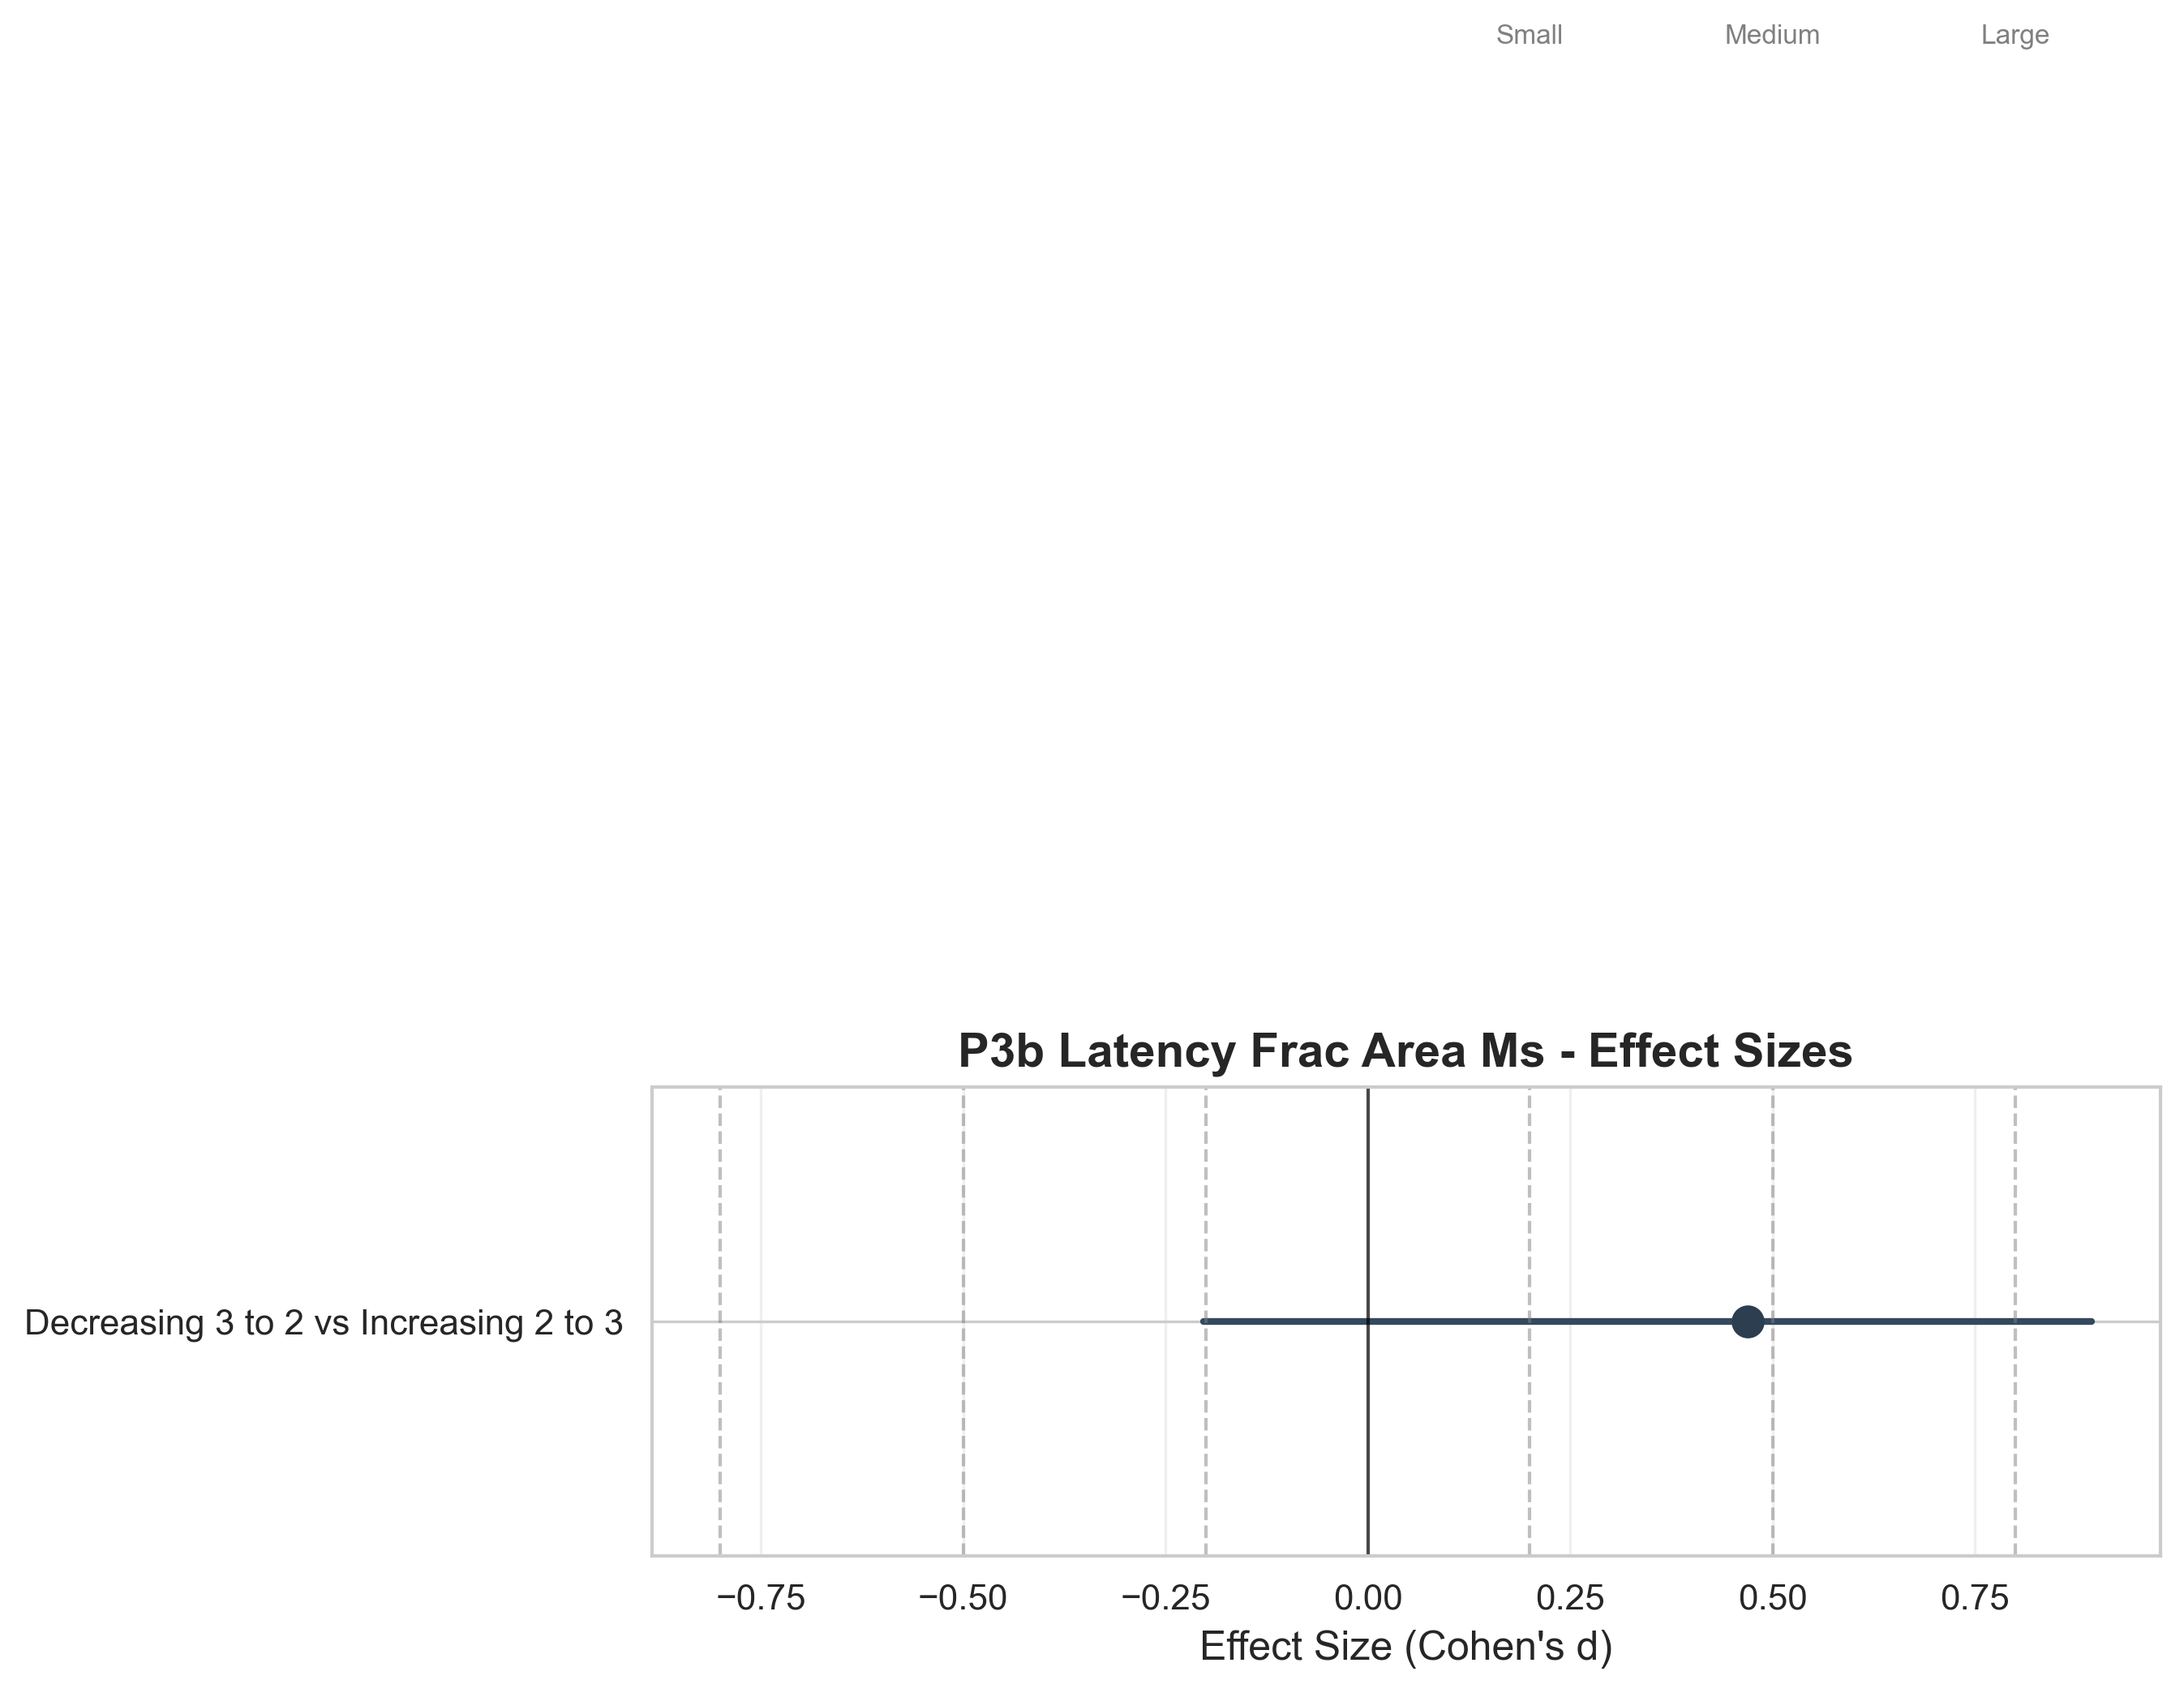 Small Medium Large
P3b Latency Frac Area Ms - Effect Sizes
Decreasing 3 to 2 vs Increasing 2 to 3
−0.75 −0.50 −0.25 0.00 0.25 0.50 0.75
Effect Size (Cohen's d)